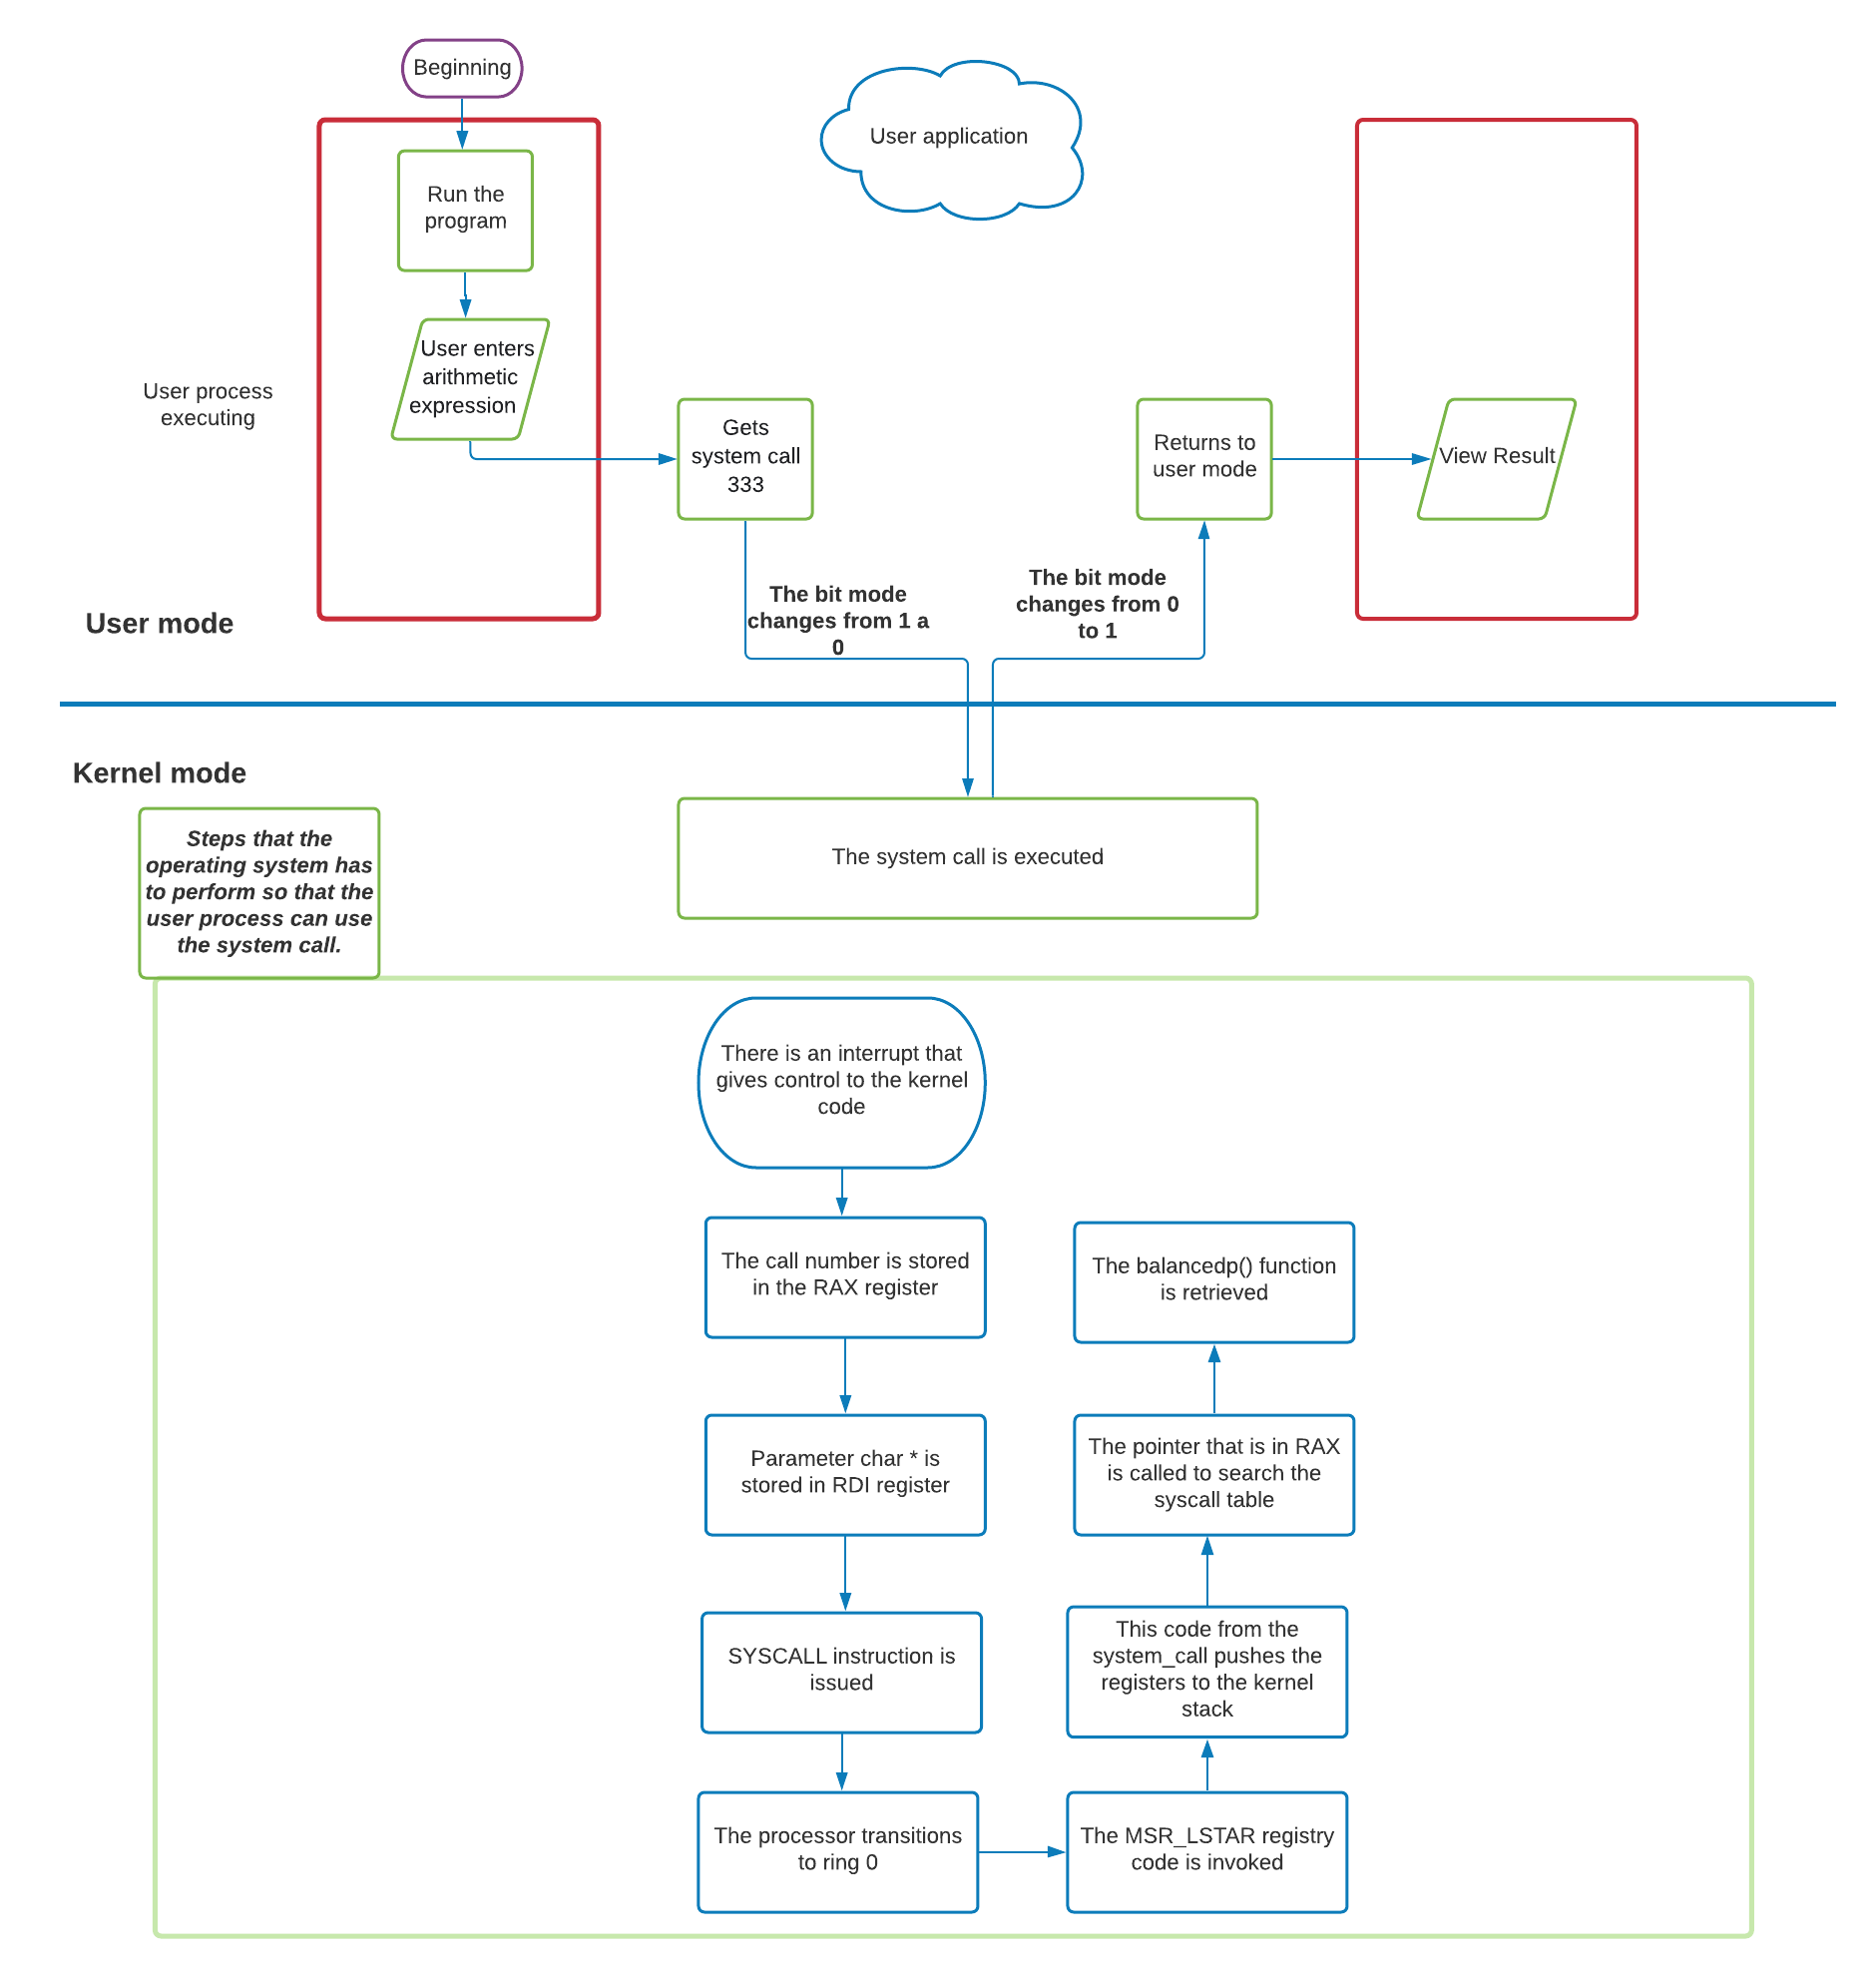 Beginning
User application
Run the
program
User enters
arithmetic
expression
User process
executing
Gets
system call
333
Returns to
user mode
View Result
The bit mode
changes from 1 a
0
The bit mode
changes from 0
to 1
User mode
Kernel mode
Steps that the
operating system has
to perform so that the
user process can use
the system call.
The system call is executed
There is an interrupt that
gives control to the kernel
code
The call number is stored
in the RAX register
Parameter char * is
stored in RDI register
SYSCALL instruction is
issued
The processor transitions
to ring 0
The MSR_LSTAR registry
code is invoked
This code from the
system_call pushes the
registers to the kernel
stack
The pointer that is in RAX
is called to search the
syscall table
The balancedp() function
is retrieved